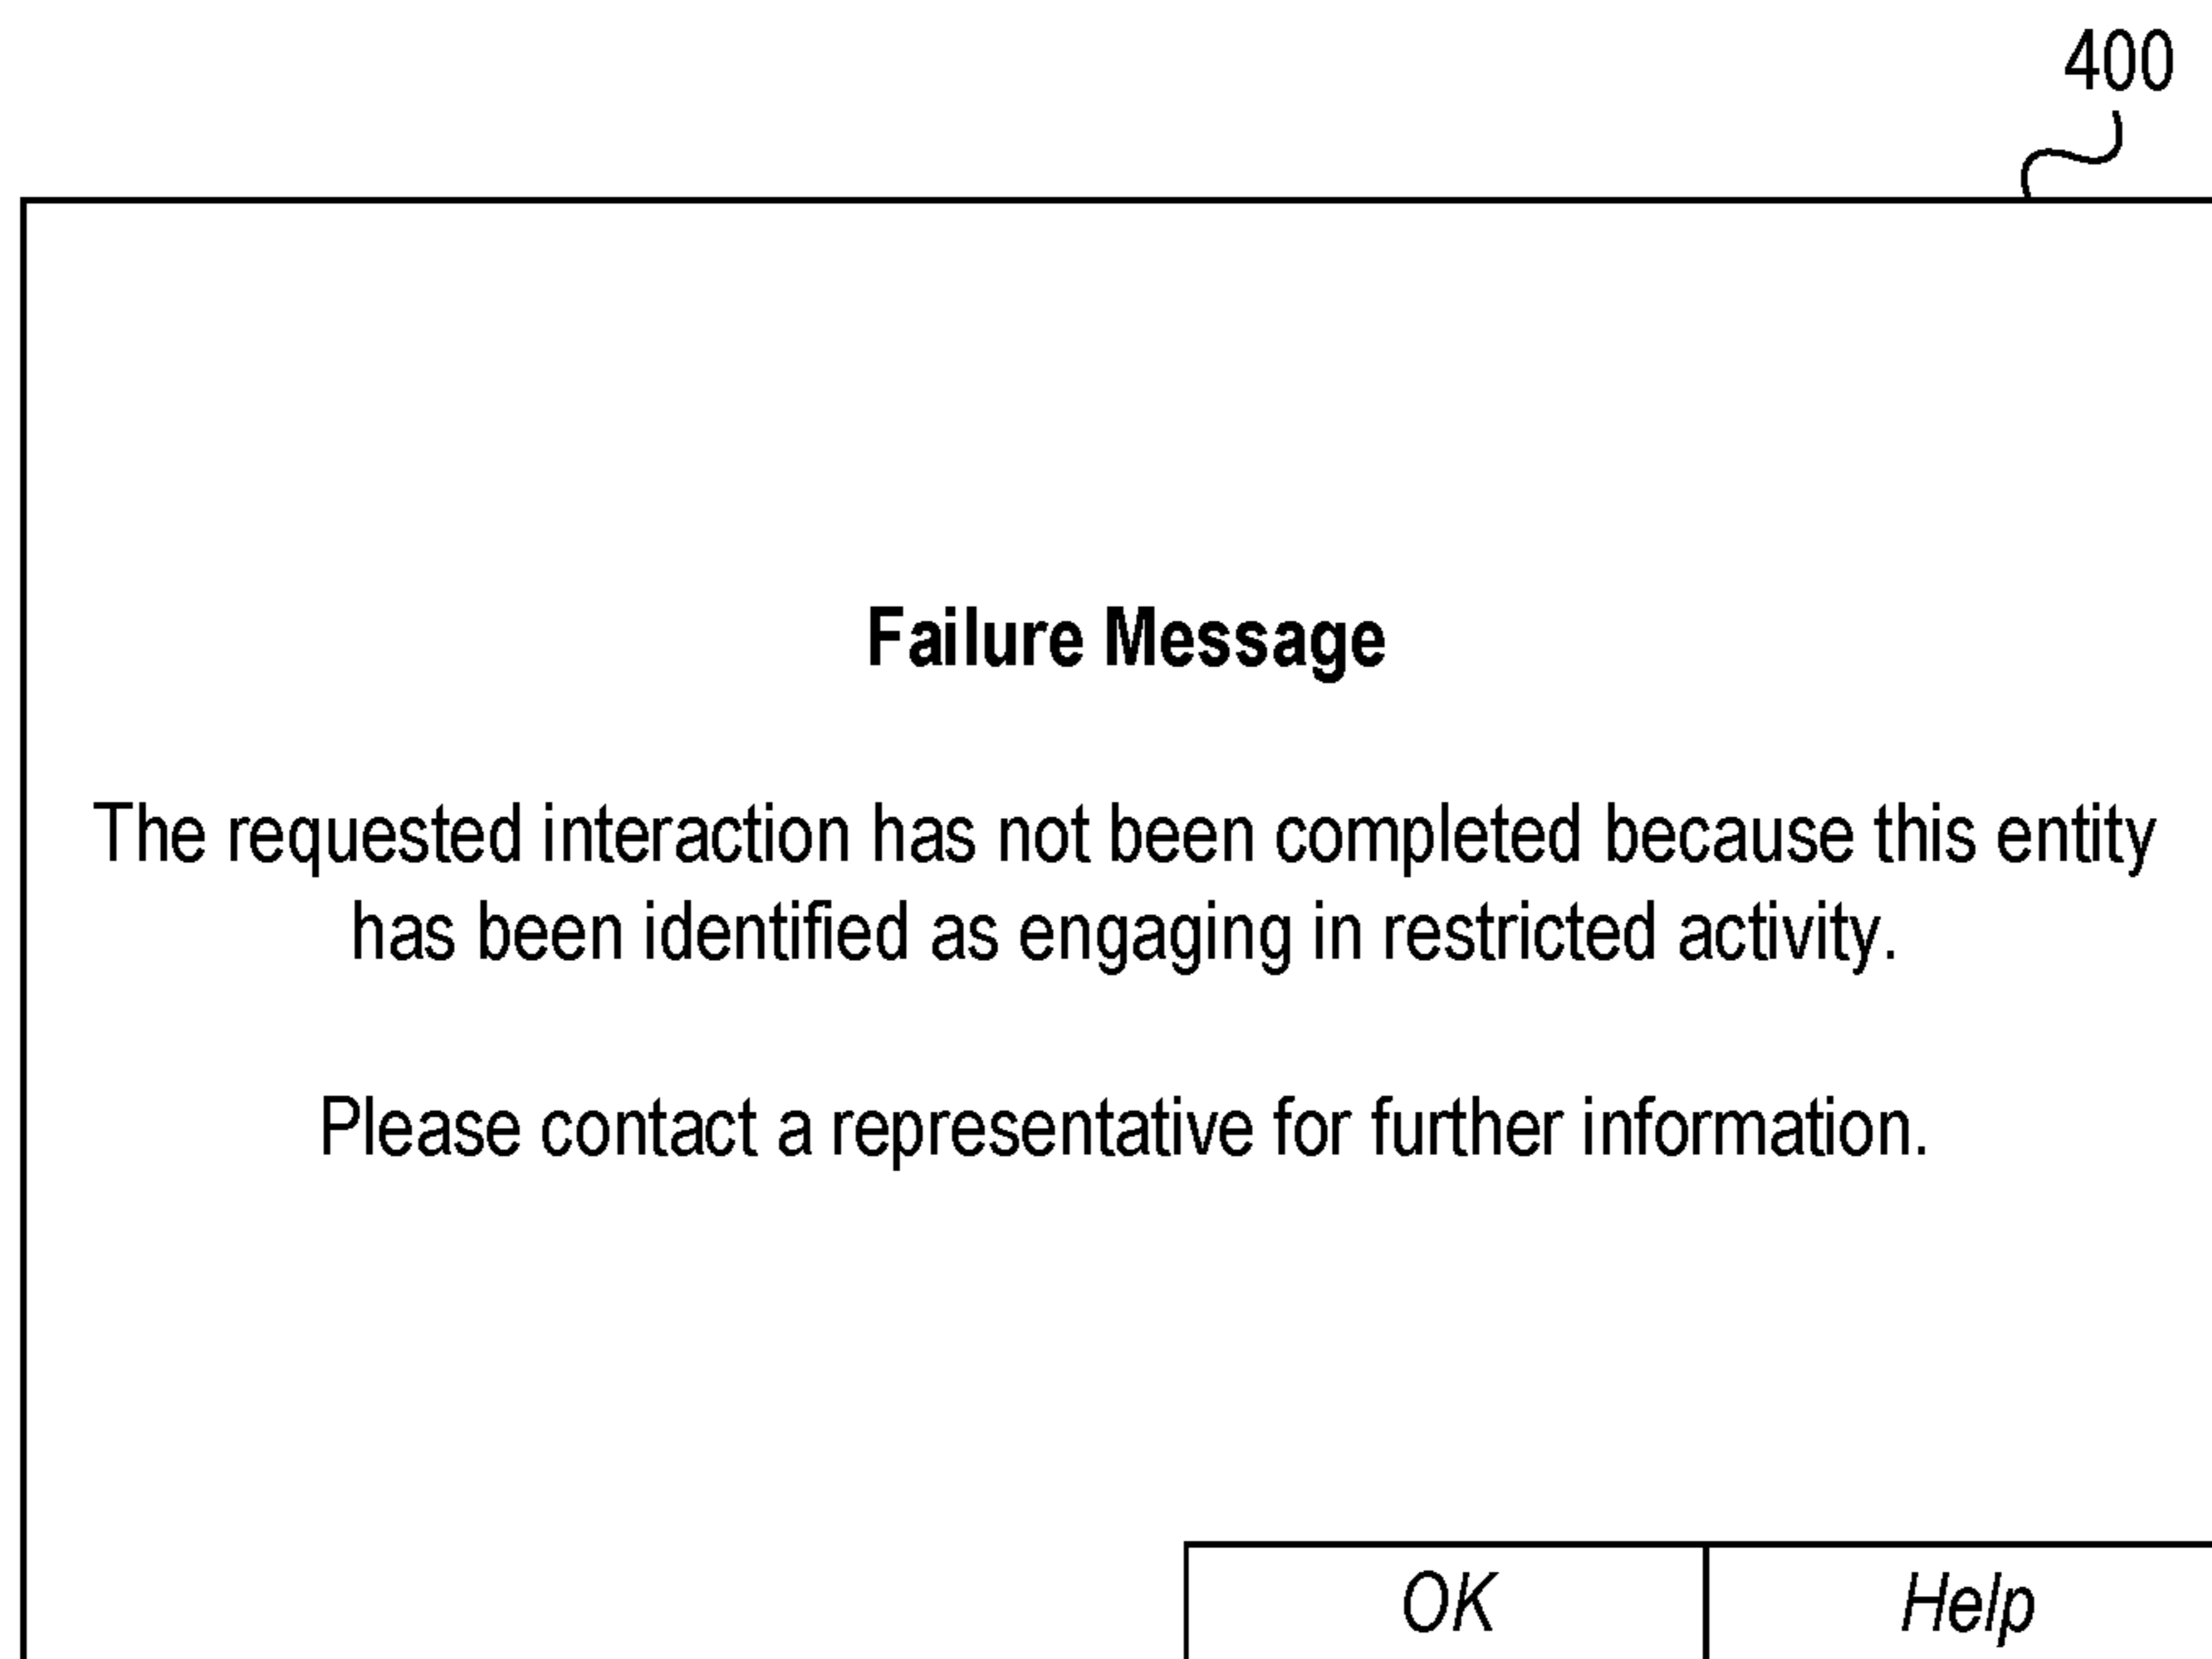 400
Failure Message
The requested interaction has not been completed because this entity
has been identified as engaging in restricted activity.
Please contact a representative for further information.
OK Help